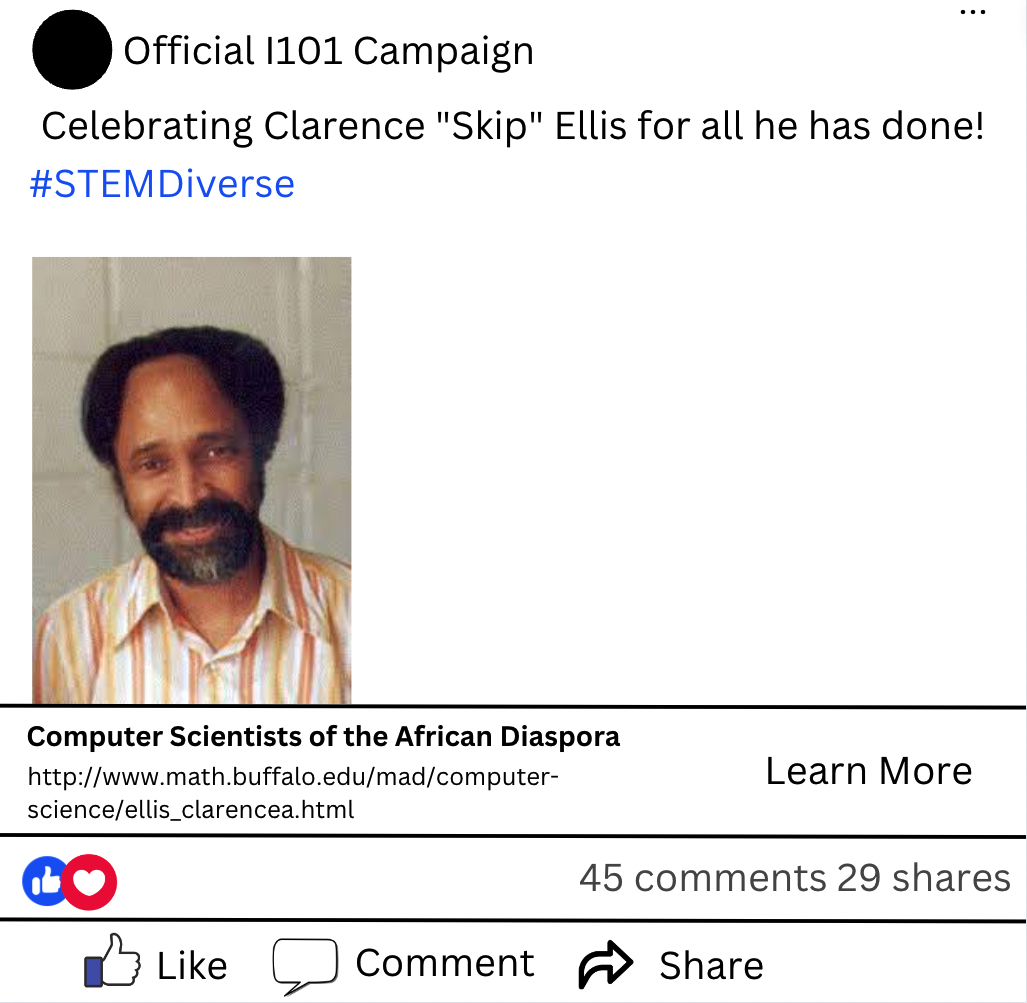 ...
Official I101 Campaign
Celebrating Clarence "Skip" Ellis for all he has done!
#STEMDiverse
Computer Scientists of the African Diaspora
http://www.math.buffalo.edu/mad/computer-
science/ellis_clarencea.html
Learn More
45 comments 29 shares
Like Comment Share